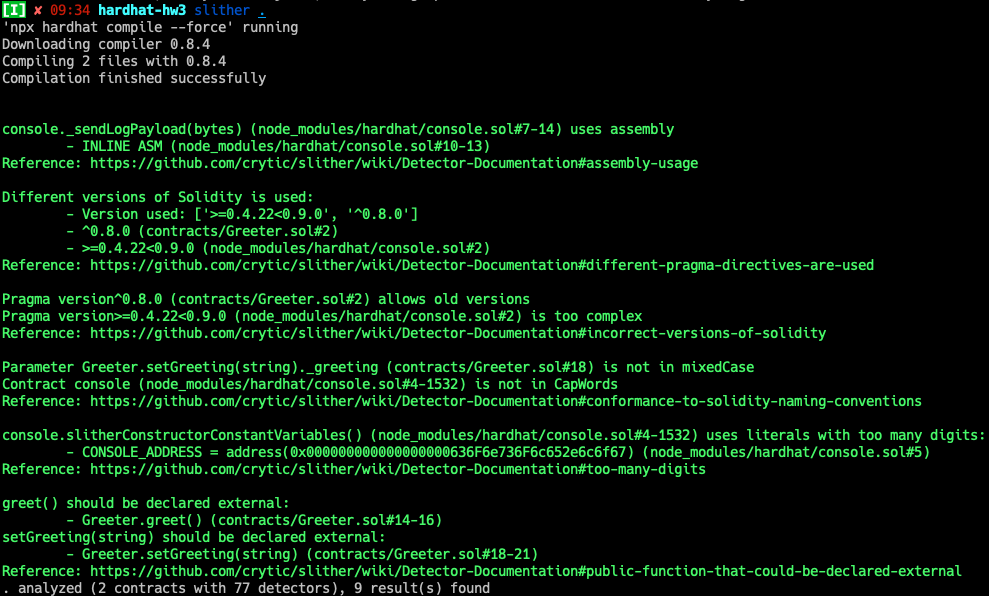 [I] ✘ 09:34 hardhat-hw3 slither .
'npx hardhat compile --force' running
Downloading compiler 0.8.4
Compiling 2 files with 0.8.4
Compilation finished successfully
console._sendLogPayload(bytes) (node_modules/hardhat/console.sol#7-14) uses assembly
- INLINE ASM (node_modules/hardhat/console.sol#10-13)
Reference: https://github.com/crytic/slither/wiki/Detector-Documentation#assembly-usage
Different versions of Solidity is used:
- Version used: ['>=0.4.22<0.9.0', '^0.8.0']
- ^0.8.0 (contracts/Greeter.sol#2)
- >=0.4.22<0.9.0 (node_modules/hardhat/console.sol#2)
Reference: https://github.com/crytic/slither/wiki/Detector-Documentation#different-pragma-directives-are-used
Pragma version^0.8.0 (contracts/Greeter.sol#2) allows old versions
Pragma version>=0.4.22<0.9.0 (node_modules/hardhat/console.sol#2) is too complex
Reference: https://github.com/crytic/slither/wiki/Detector-Documentation#incorrect-versions-of-solidity
Parameter Greeter.setGreeting(string)._greeting (contracts/Greeter.sol#18) is not in mixedCase
Contract console (node_modules/hardhat/console.sol#4-1532) is not in CapWords
Reference: https://github.com/crytic/slither/wiki/Detector-Documentation#conformance-to-solidity-naming-conventions
console.slitherConstructorConstantVariables() (node_modules/hardhat/console.sol#4-1532) uses literals with too many digits:
- CONSOLE_ADDRESS = address(0x000000000000000000636F6e736F6c652e6c6f67) (node_modules/hardhat/console.sol#5)
Reference: https://github.com/crytic/slither/wiki/Detector-Documentation#too-many-digits
greet() should be declared external:
- Greeter.greet() (contracts/Greeter.sol#14-16)
setGreeting(string) should be declared external:
- Greeter.setGreeting(string) (contracts/Greeter.sol#18-21)
Reference: https://github.com/crytic/slither/wiki/Detector-Documentation#public-function-that-could-be-declared-external
. analyzed (2 contracts with 77 detectors), 9 result(s) found